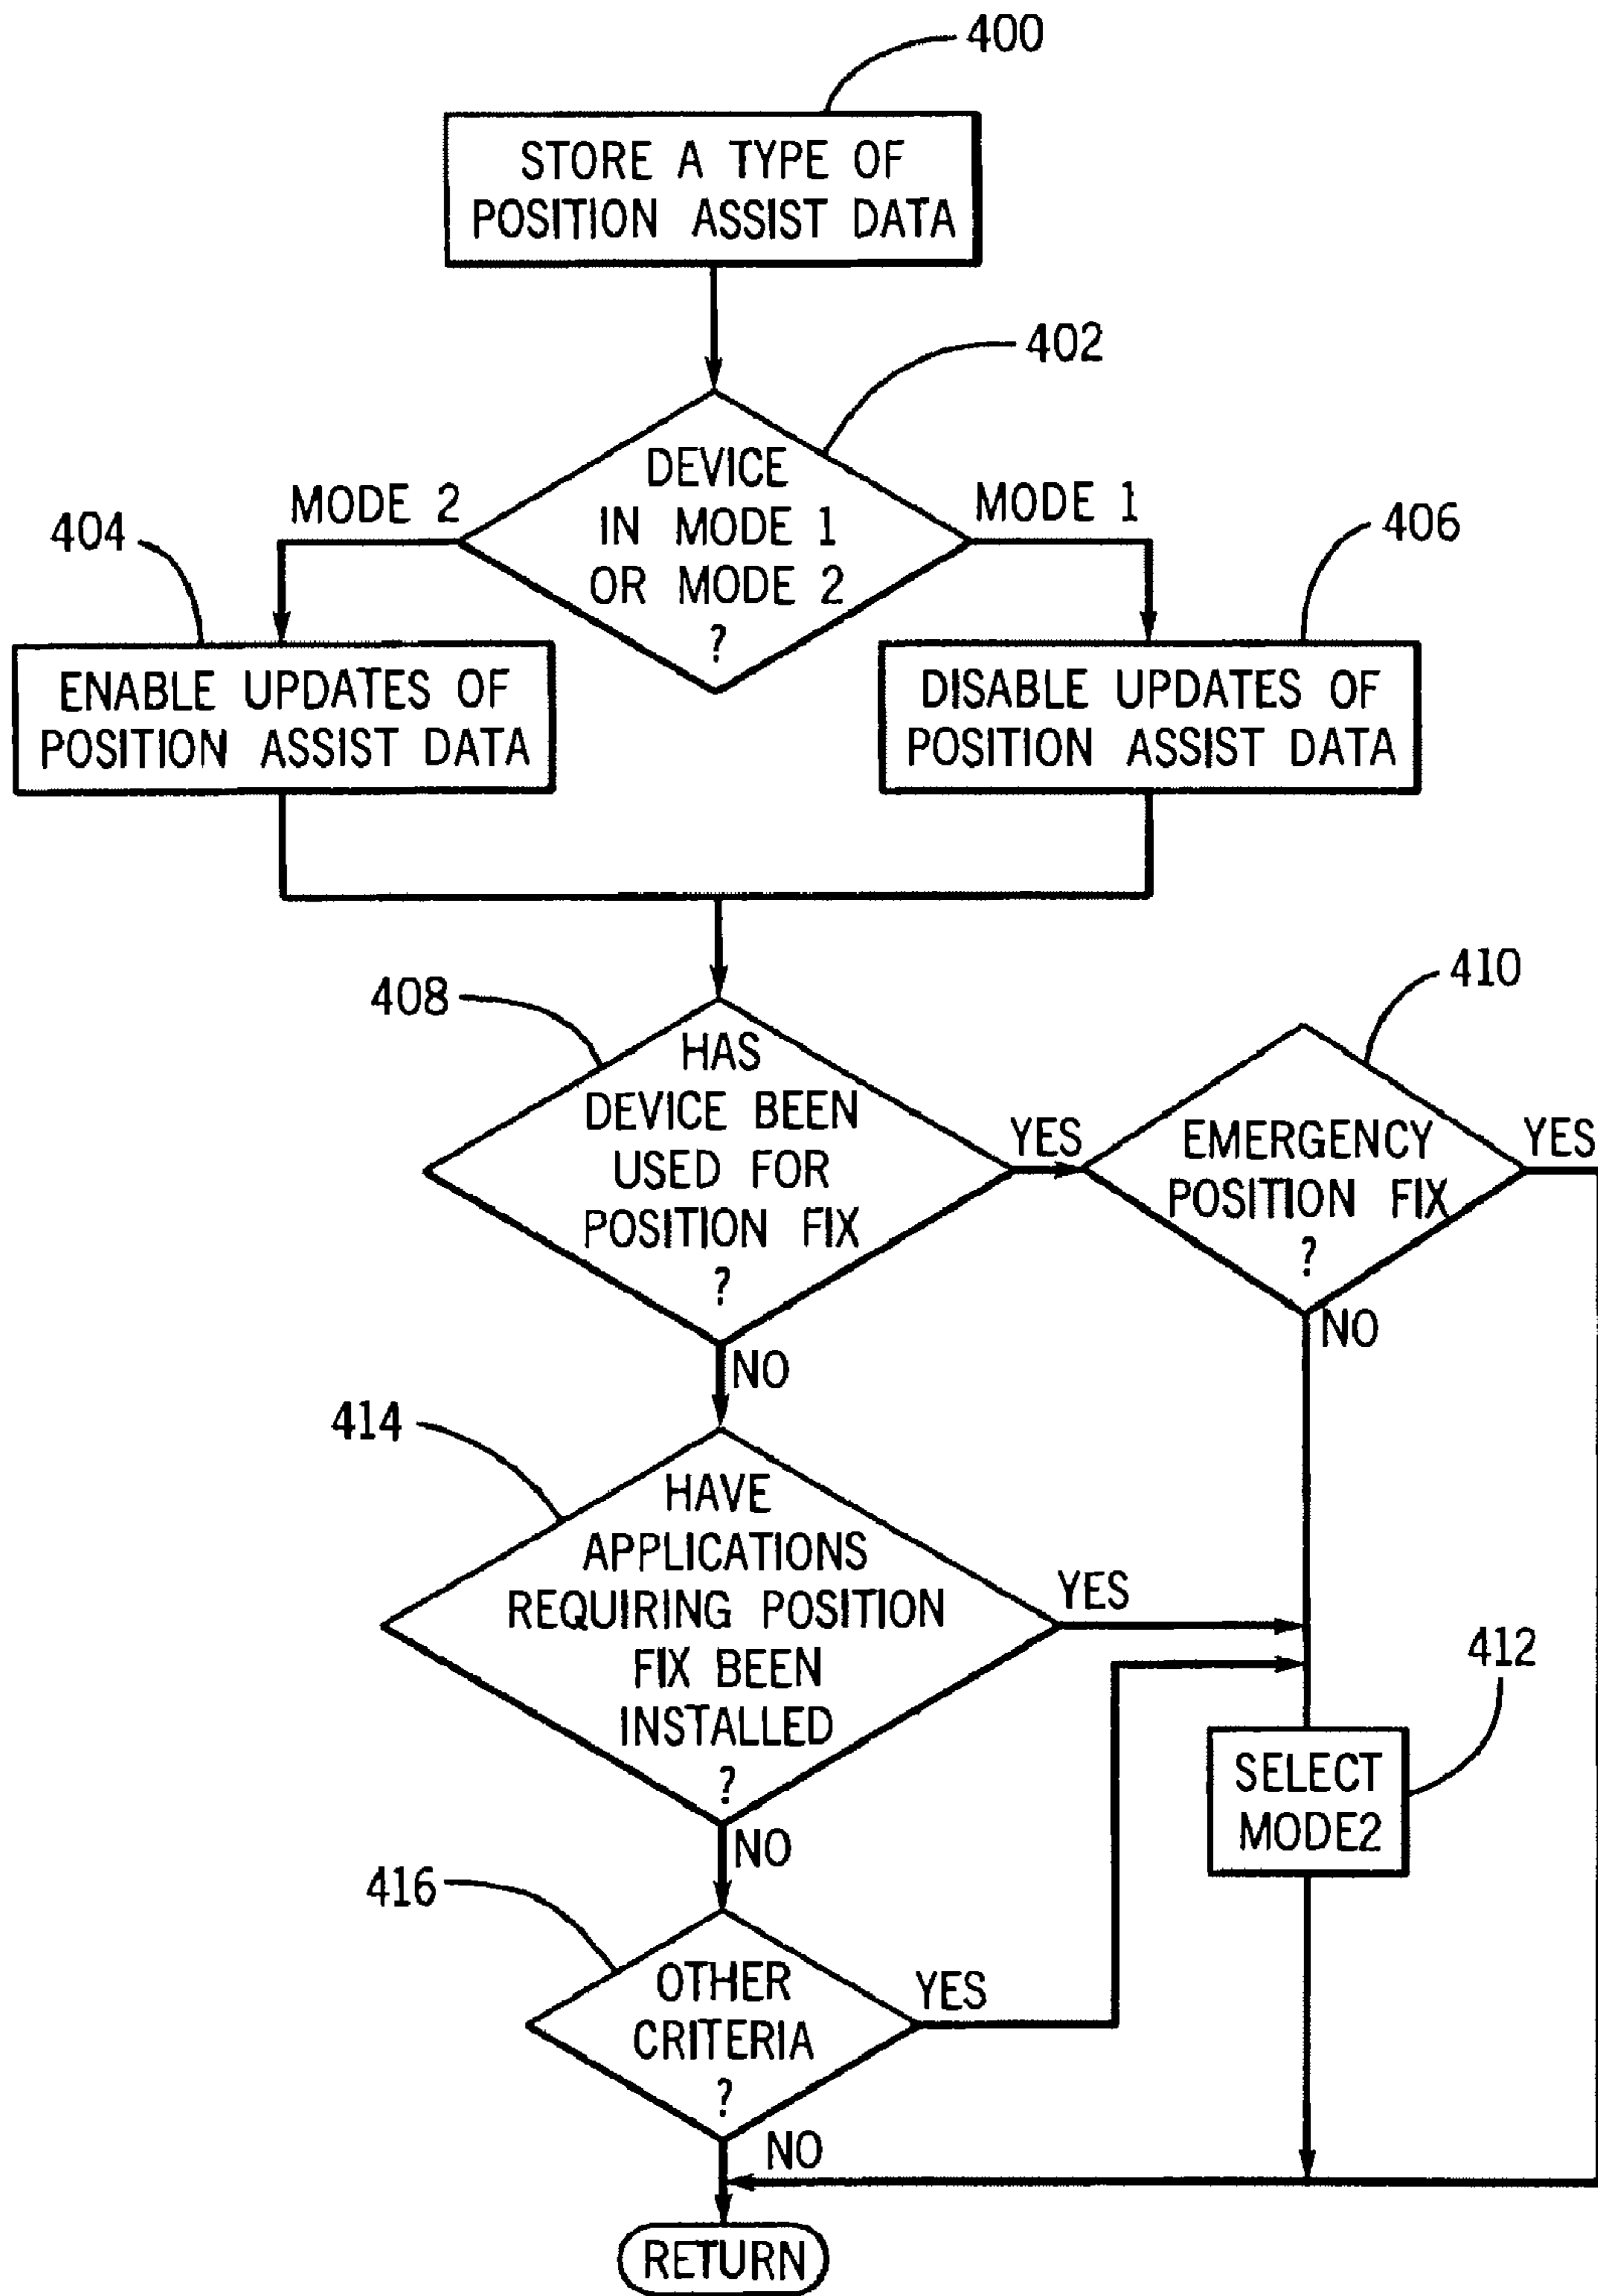 400
STORE A TYPE OF
POSITION ASSIST DATA
402
DEVICE
IN MODE 1
OR MODE 2
?
MODE 2
MODE 1
404
406
ENABLE UPDATES OF
POSITION ASSIST DATA
DISABLE UPDATES OF
POSITION ASSIST DATA
408
HAS
DEVICE BEEN
USED FOR
POSITION FIX
?
YES
410
EMERGENCY
POSITION FIX
?
YES
NO
NO
414
HAVE
APPLICATIONS
REQUIRING POSITION
FIX BEEN
INSTALLED
?
YES
412
SELECT
MODE2
NO
416
OTHER
CRITERIA
?
YES
NO
RETURN